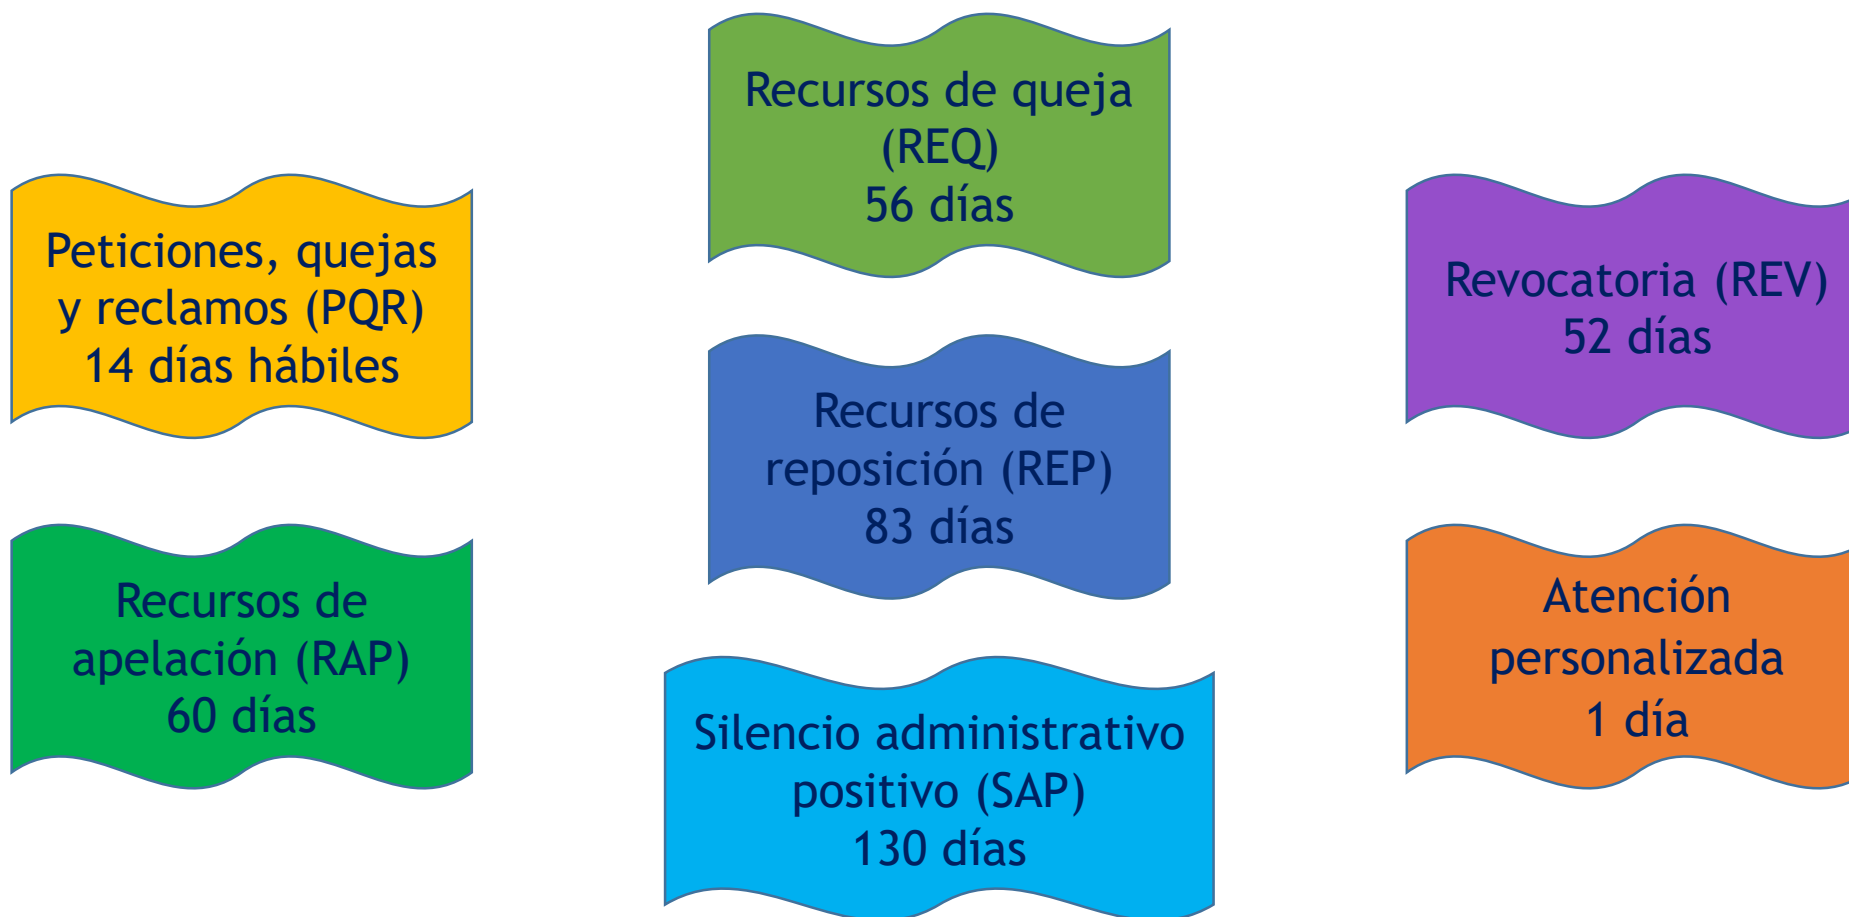 Peticiones, quejas
y reclamos (PQR)
14 días hábiles
Recursos de
apelación (RAP)
60 días
Recursos de queja
(REQ)
56 días
Recursos de
reposición (REP)
83 días
Silencio administrativo
positivo (SAP)
130 días
Revocatoria (REV)
52 días
Atención
personalizada
1 día